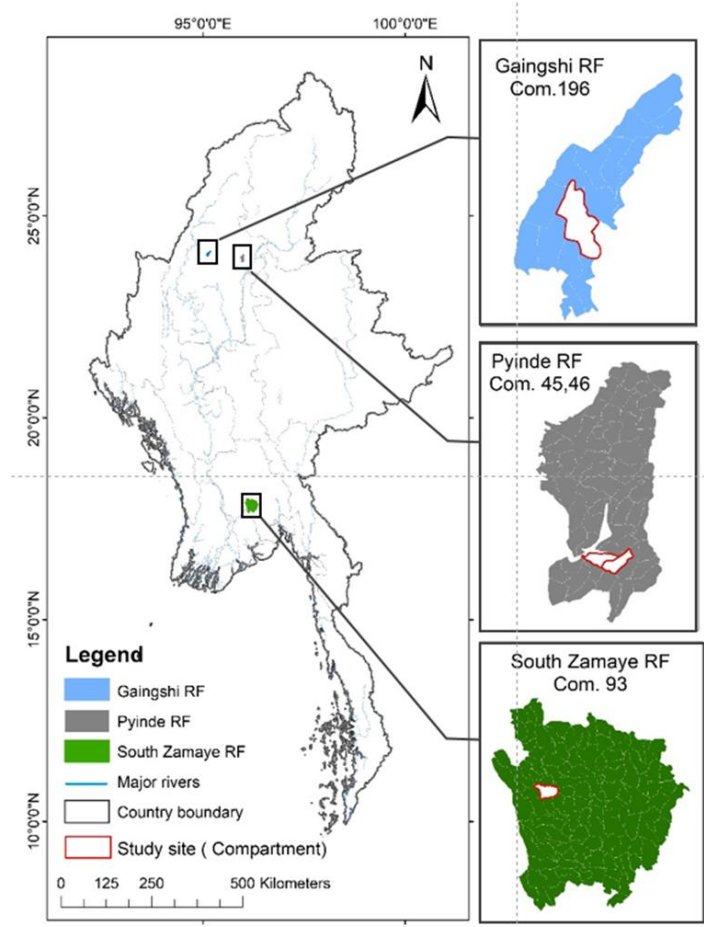 95°0'0"E
100°0'0"E
N
25°0'0"N
20°0'0"N
15°0'0"N
10°0'0"N
Gaingshi RF
Com.196
Pyinde RF
Com. 45,46
South Zamaye RF
Com. 93
Legend
Gaingshi RF
Pyinde RF
South Zamaye RF
Major rivers
Country boundary
Study site ( Compartment)
0 125 250 500 Kilometers